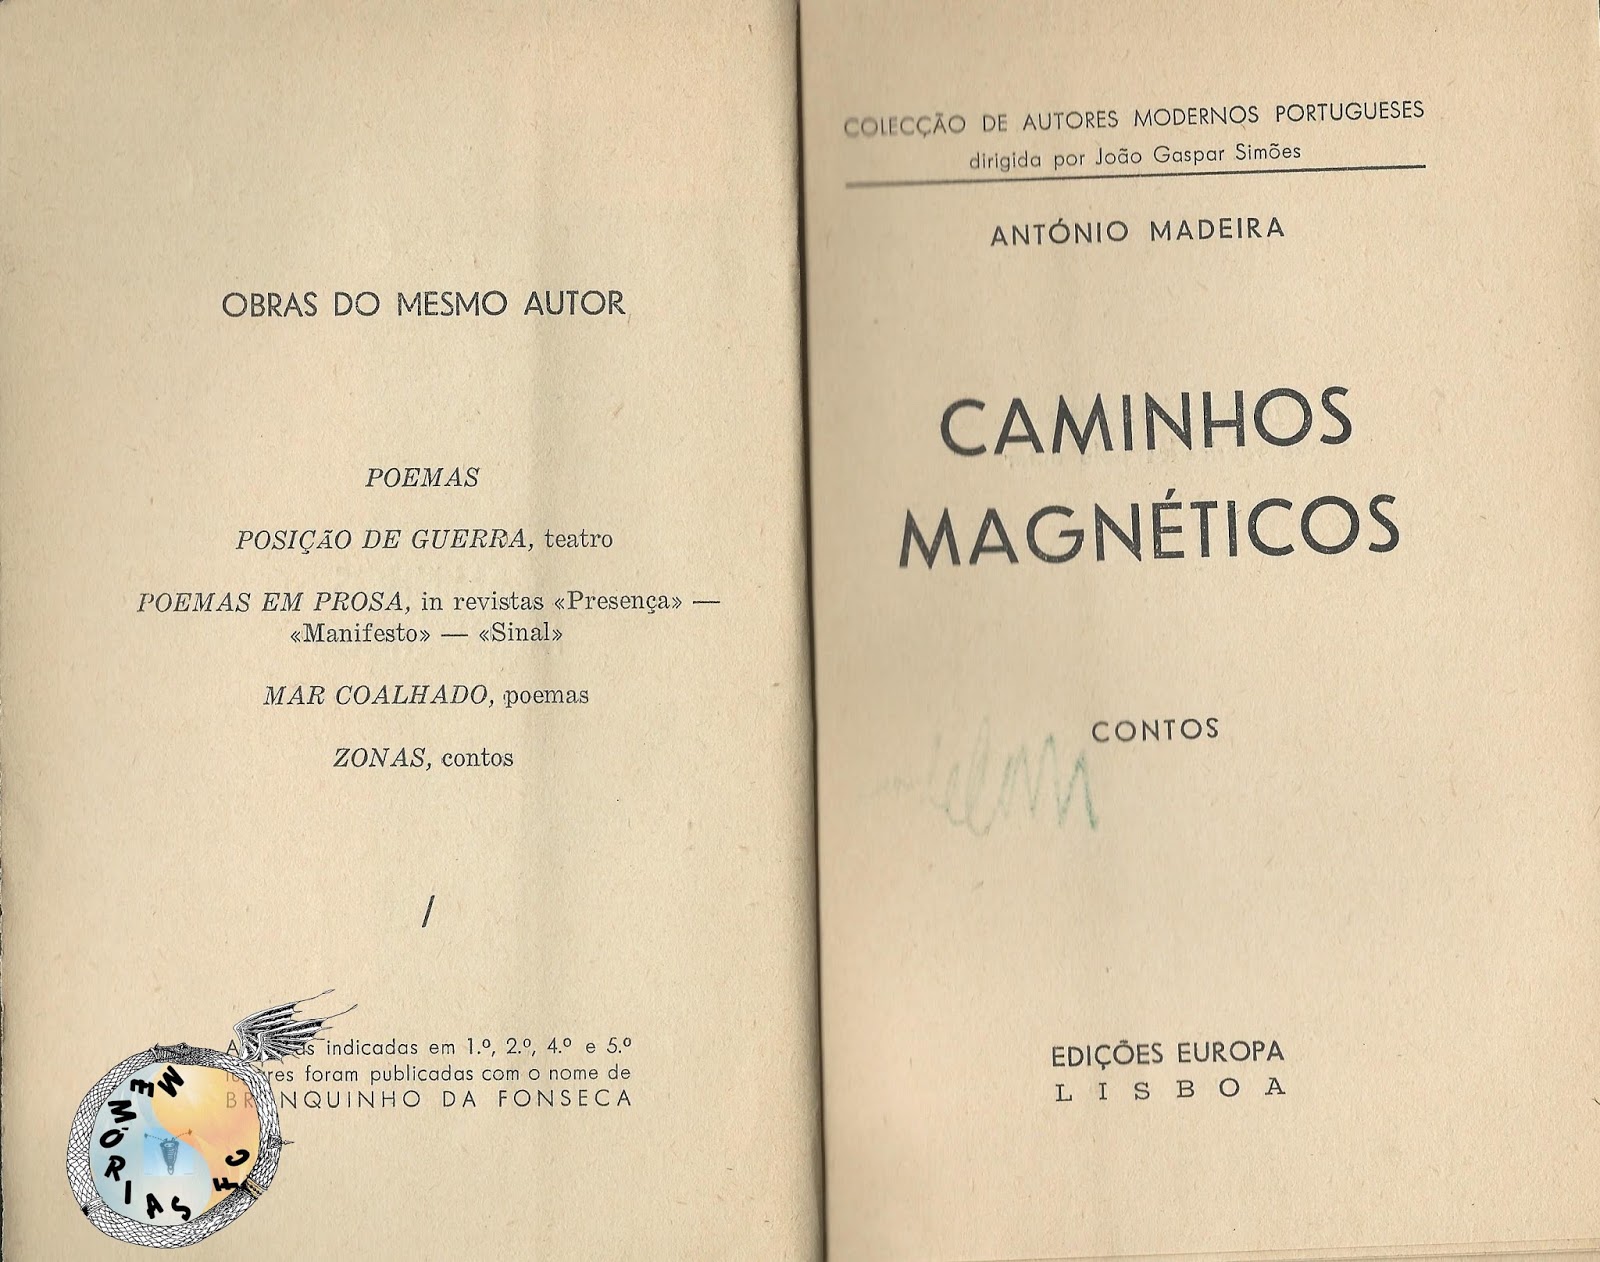 OBRAS DO MESMO AUTOR
POEMAS
POSIÇÃO DE GUERRA, teatro
POEMAS EM PROSA, in revistas «Presença» —
«Manifesto» — «Sinal»
MAR COALHADO, poemas
ZONAS, contos
/
indicadas em 1.º, 2.º, 4.º e 5.º
foram publicadas com o nome de
BRANQUINHO DA FONSECA
MEMÓRIAS
FC
COLECÇÃO DE AUTORES MODERNOS PORTUGUESES
dirigida por João Gaspar Simões
ANTÓNIO MADEIRA
CAMINHOS
MAGNÉTICOS
CONTOS
EDIÇÕES EUROPA
LISBOA